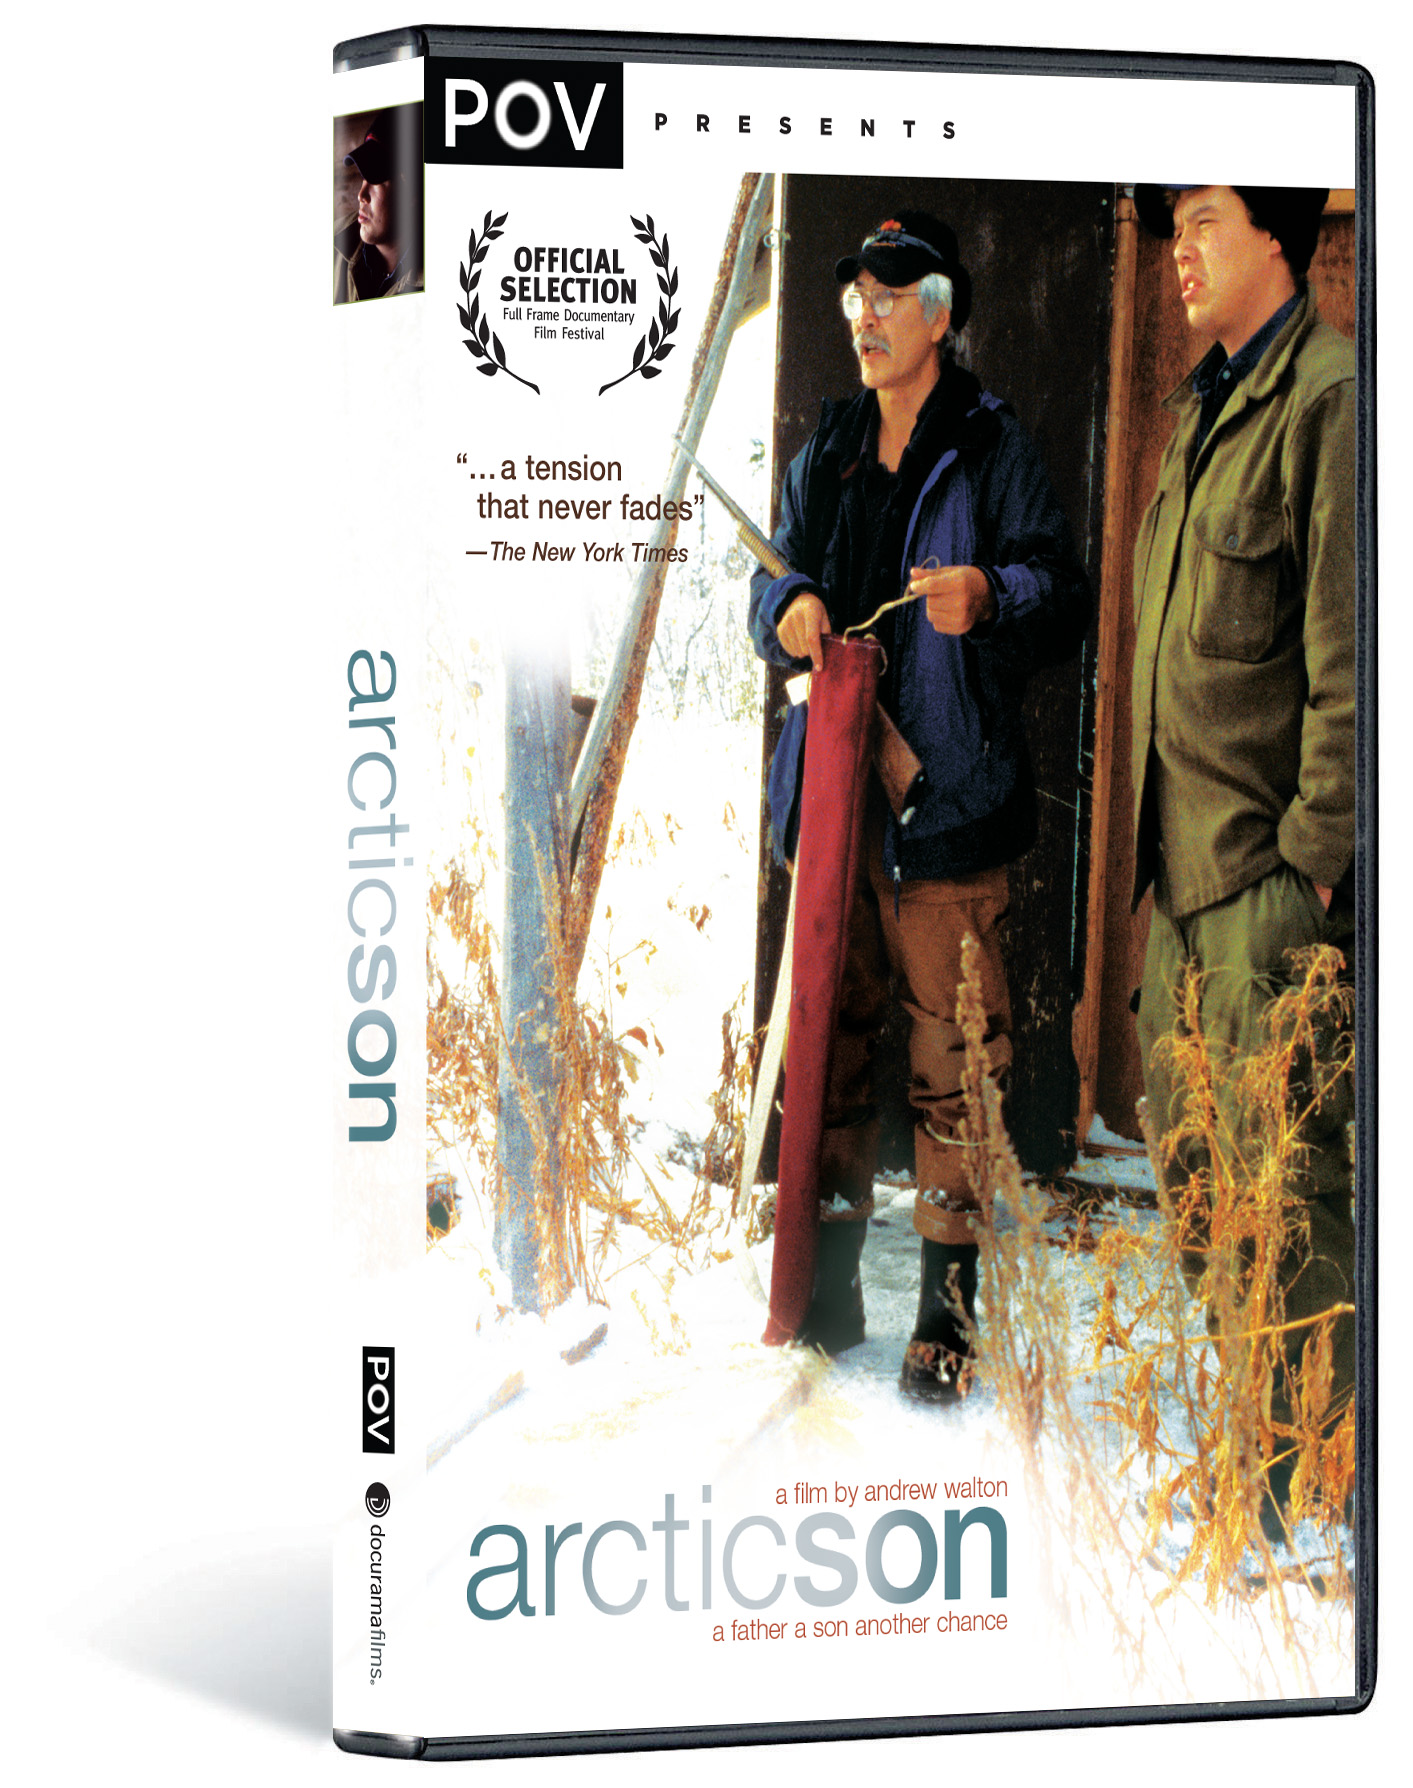 POV PRESENTS
OFFICIAL
SELECTION
Full Frame Documentary
Film Festival
“...a tension
that never fades”
—The New York Times
a film by andrew walton
arcticson
a father a son another chance
arcticson
POV
docuramafilms®